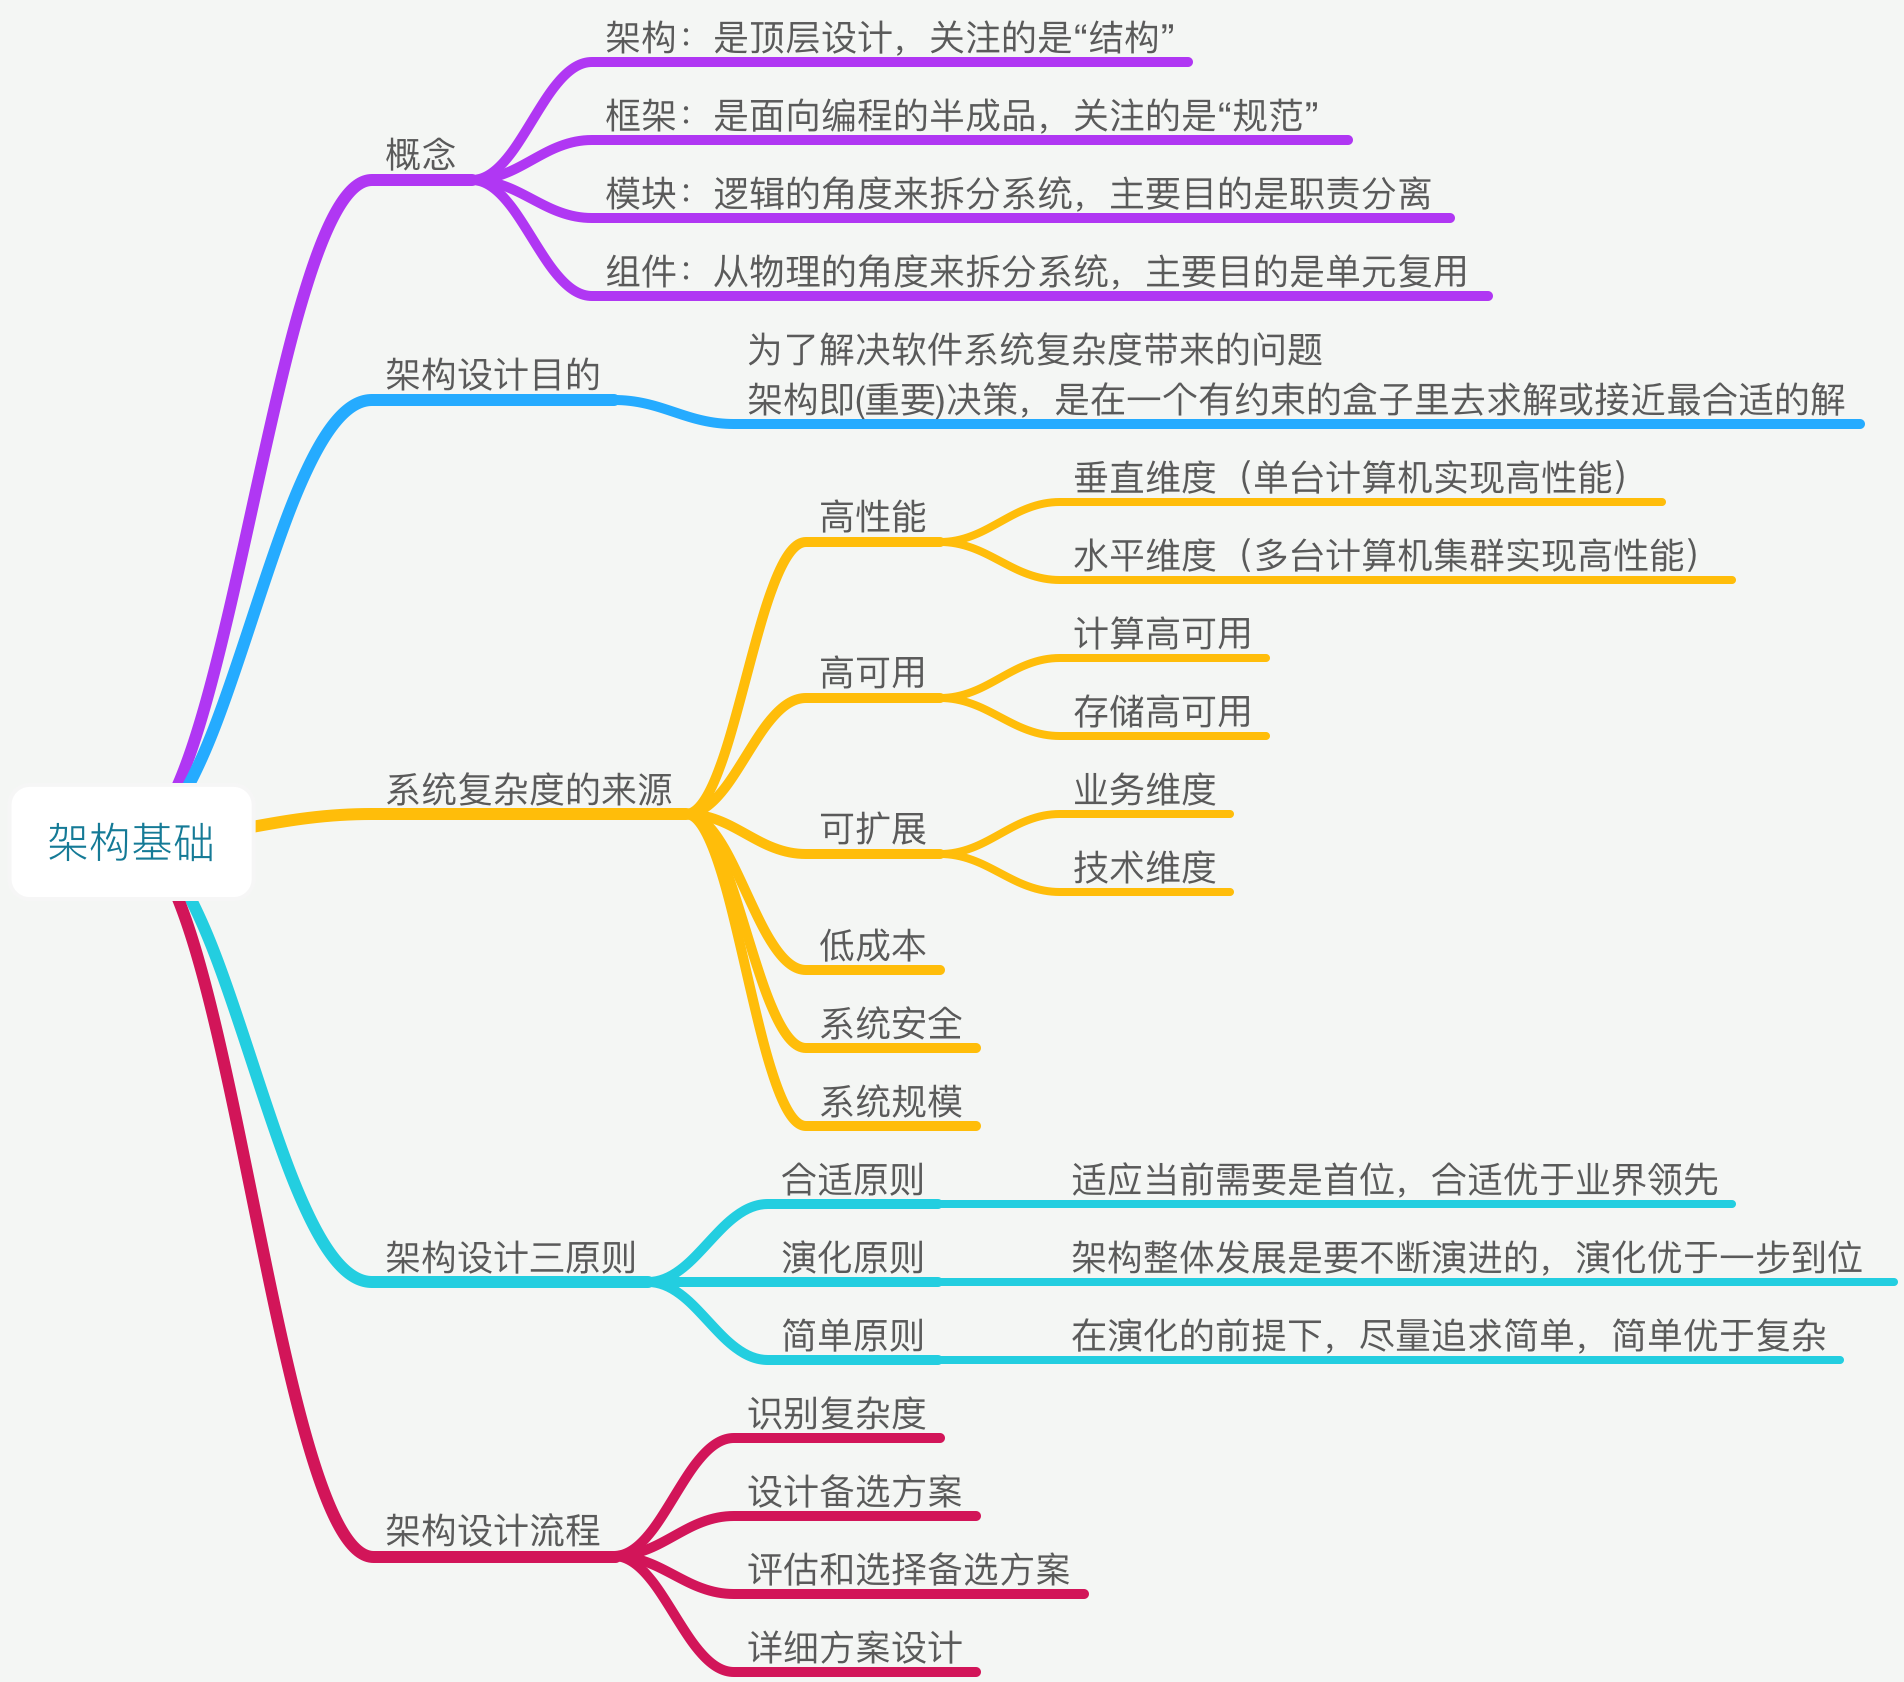 架构基础
概念
架构：是顶层设计，关注的是“结构”
框架：是面向编程的半成品，关注的是“规范”
模块：逻辑的角度来拆分系统，主要目的是职责分离
组件：从物理的角度来拆分系统，主要目的是单元复用
架构设计目的
为了解决软件系统复杂度带来的问题
架构即(重要)决策，是在一个有约束的盒子里去求解或接近最合适的解
系统复杂度的来源
高性能
垂直维度（单台计算机实现高性能）
水平维度（多台计算机集群实现高性能）
高可用
计算高可用
存储高可用
可扩展
业务维度
技术维度
低成本
系统安全
系统规模
架构设计三原则
合适原则
适应当前需要是首位，合适优于业界领先
演化原则
架构整体发展是要不断演进的，演化优于一步到位
简单原则
在演化的前提下，尽量追求简单，简单优于复杂
架构设计流程
识别复杂度
设计备选方案
评估和选择备选方案
详细方案设计